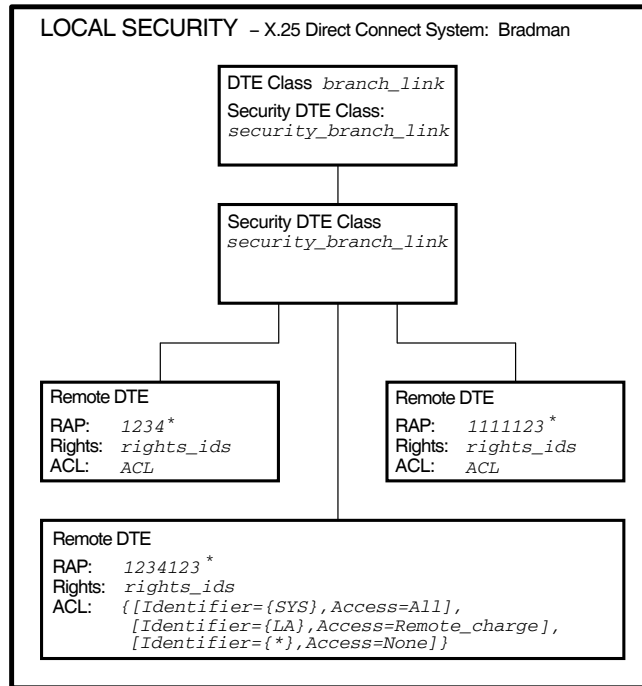 LOCAL SECURITY – X.25 Direct Connect System: Bradman
DTE Class branch_link
Security DTE Class:
security_branch_link
Security DTE Class
security_branch_link
Remote DTE
RAP: 1234*
Rights: rights_ids
ACL: ACL
Remote DTE
RAP: 1111123*
Rights: rights_ids
ACL: ACL
Remote DTE
RAP: 1234123*
Rights: rights_ids
ACL: {[Identifier={SYS},Access=All],
[Identifier={LA},Access=Remote_charge],
[Identifier={*},Access=None]}